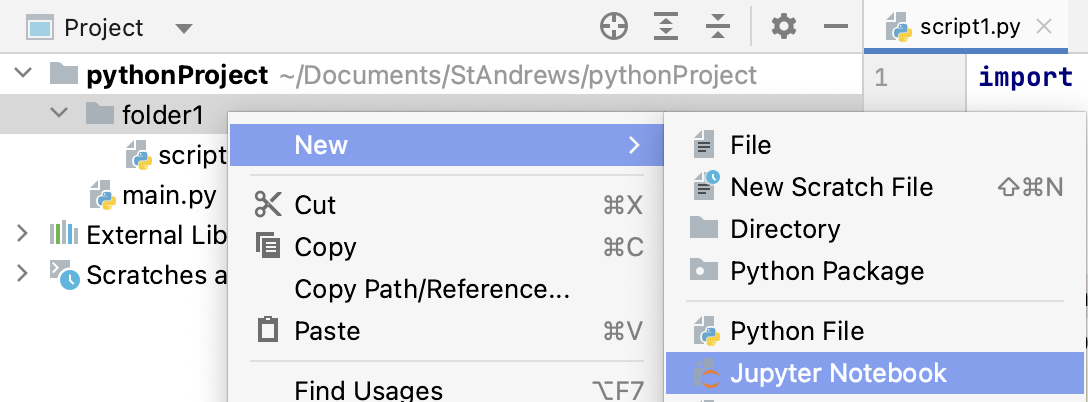 Project
script1.py
pythonProject ~/Documents/StAndrews/pythonProject
1 import
folder1
New
File
script
main.py
New Scratch File ⇧⌘N
Cut ⌘X
Directory
External Lib
Copy ⌘C
Python Package
Scratches a
Copy Path/Reference...
Paste ⌘V
Python File
Jupyter Notebook
Find Usages ⌥F7